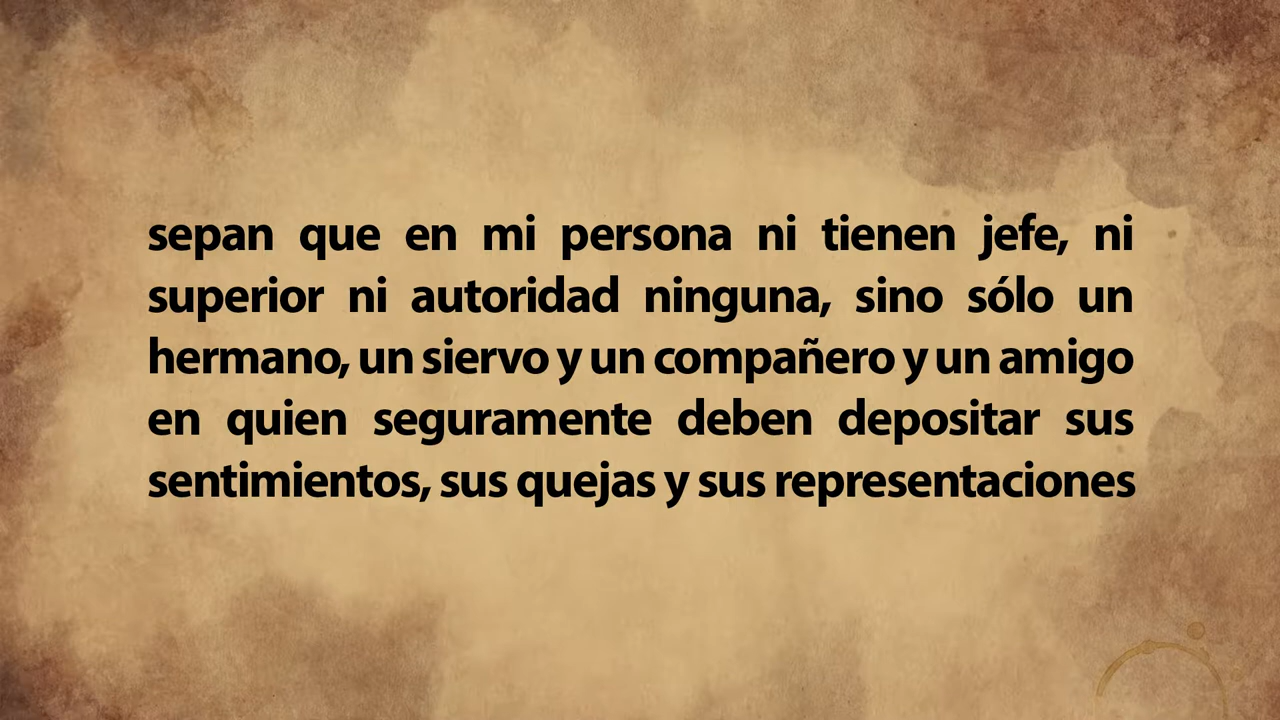 sepan que en mi persona ni tienen jefe, ni
superior ni autoridad ninguna, sino sólo un
hermano, un siervo y un compañero y un amigo
en quien seguramente deben depositar sus
sentimientos, sus quejas y sus representaciones